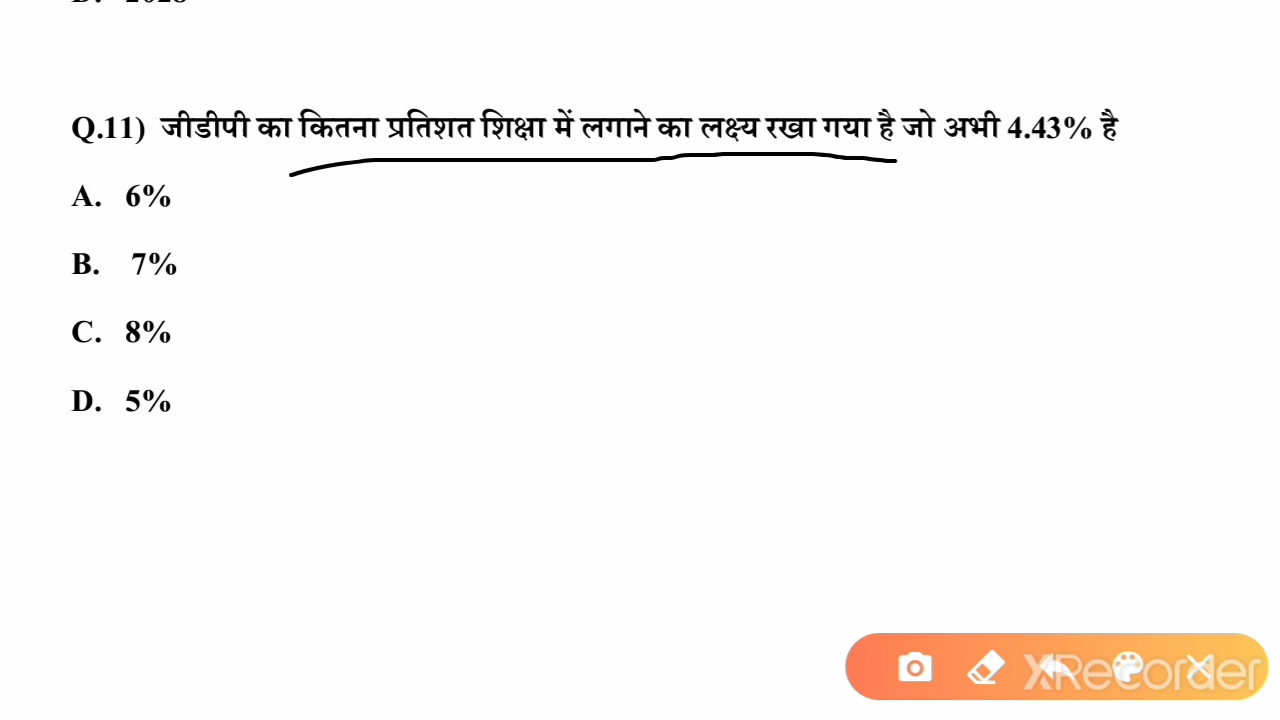 Q.11) जीडीपी का कितना प्रतिशत शिक्षा में लगाने का लक्ष्य रखा गया है जो अभी 4.43% है
A. 6%
B. 7%
C. 8%
D. 5%
XRecorder